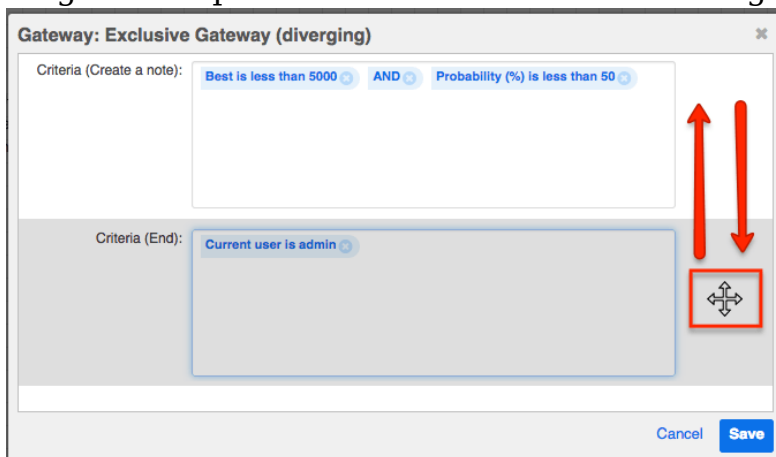 Gateway: Exclusive Gateway (diverging)
Criteria (Create a note): Best is less than 5000 AND Probability (%) is less than 50
Criteria (End): Current user is admin
Cancel Save